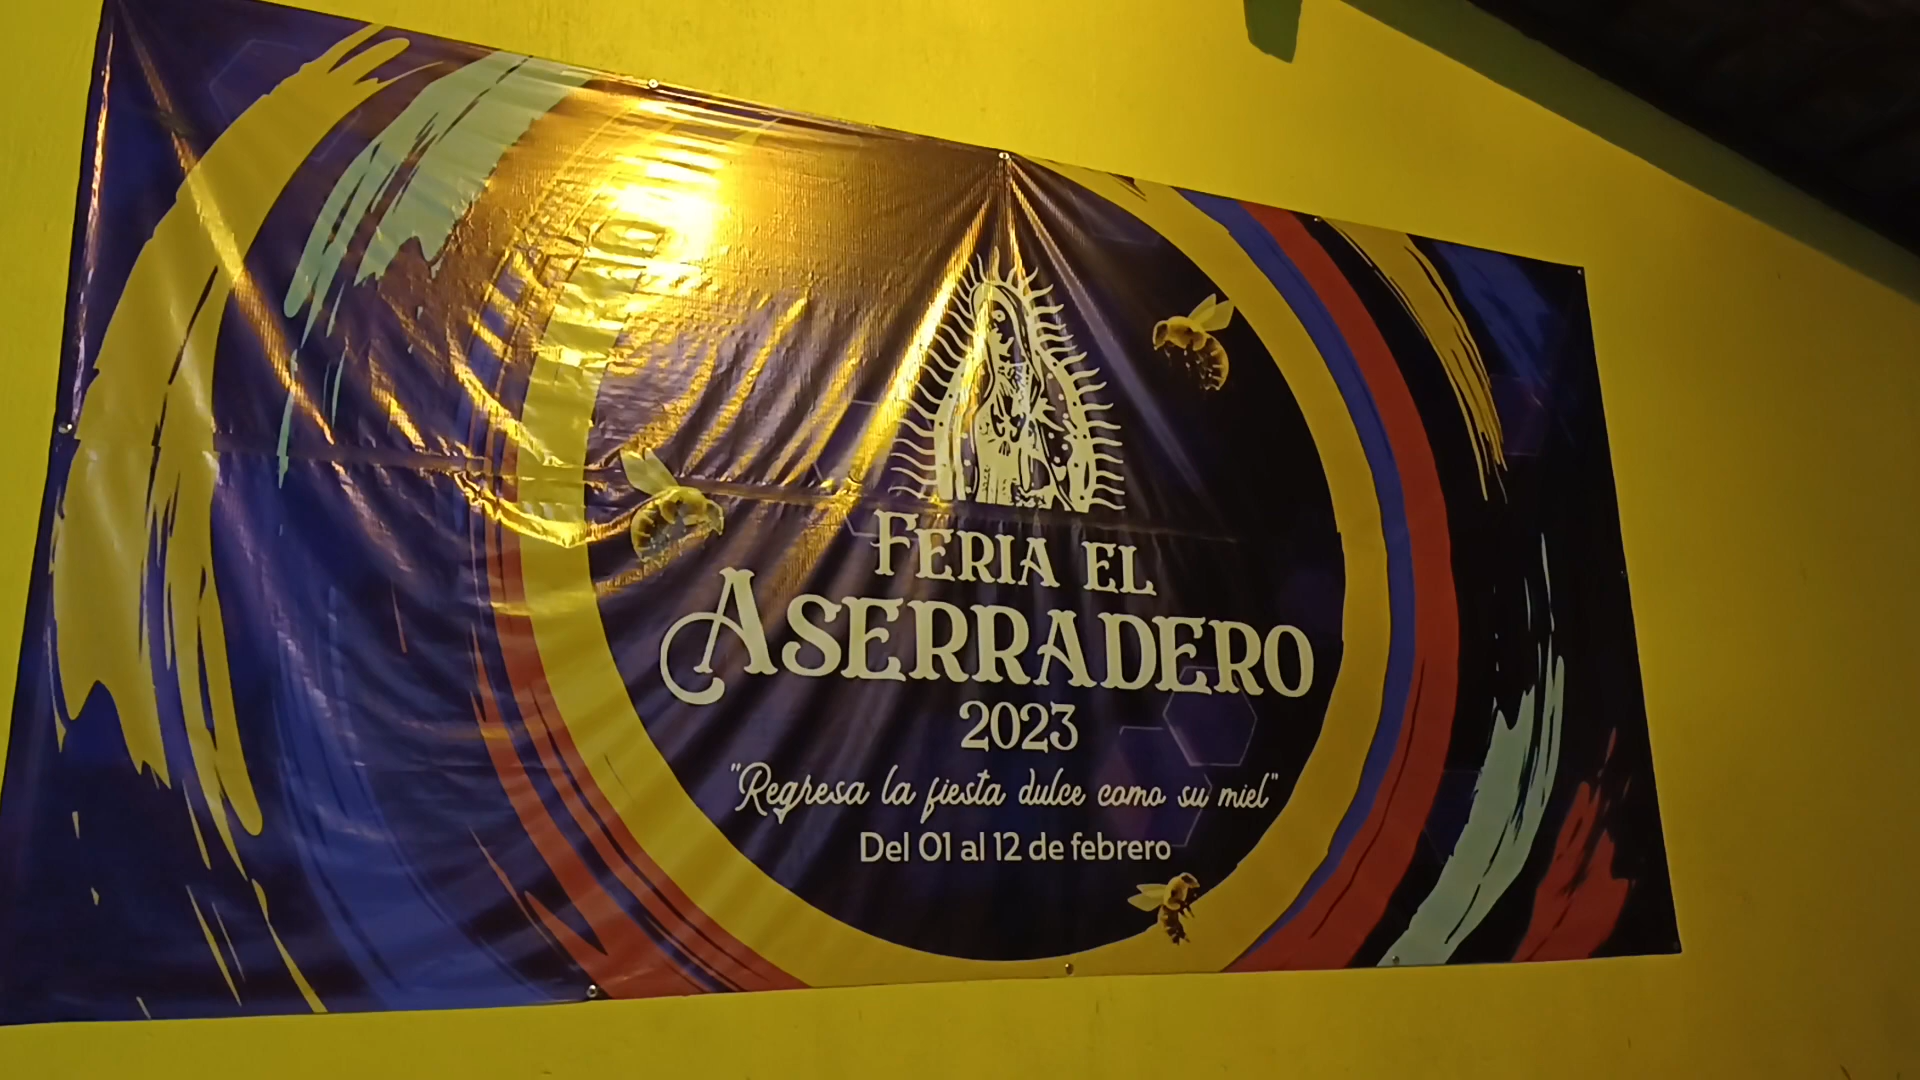 FERIA EL
ASERRADERO
2023
"Regresa la fiesta dulce como su miel"
Del 01 al 12 de febrero